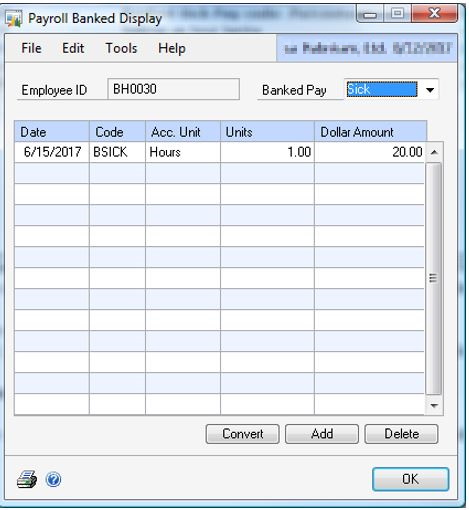 Payroll Banked Display
File Edit Tools Help
Fabrikam, Ltd. 6/12/2017
Employee ID BH0030 Banked Pay Sick
Date Code Acc. Unit Units Dollar Amount
6/15/2017 BSICK Hours 1.00 20.00
Convert Add Delete
OK